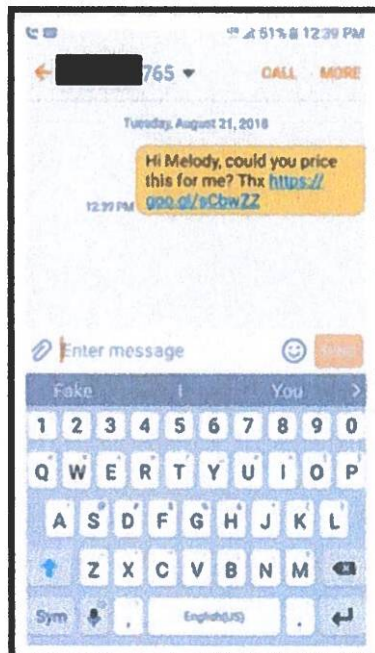 51% 12:39 PM
765 CALL MORE
Tuesday, August 21, 2018
Hi Melody, could you price
this for me? Thx https://
goo.gl/sCbwZZ
12:39 PM
Enter message
Fake I You >
1 2 3 4 5 6 7 8 9 0
Q W E R T Y U I O P
A S D F G H J K L
Z X C V B N M
Sym , English(US) .